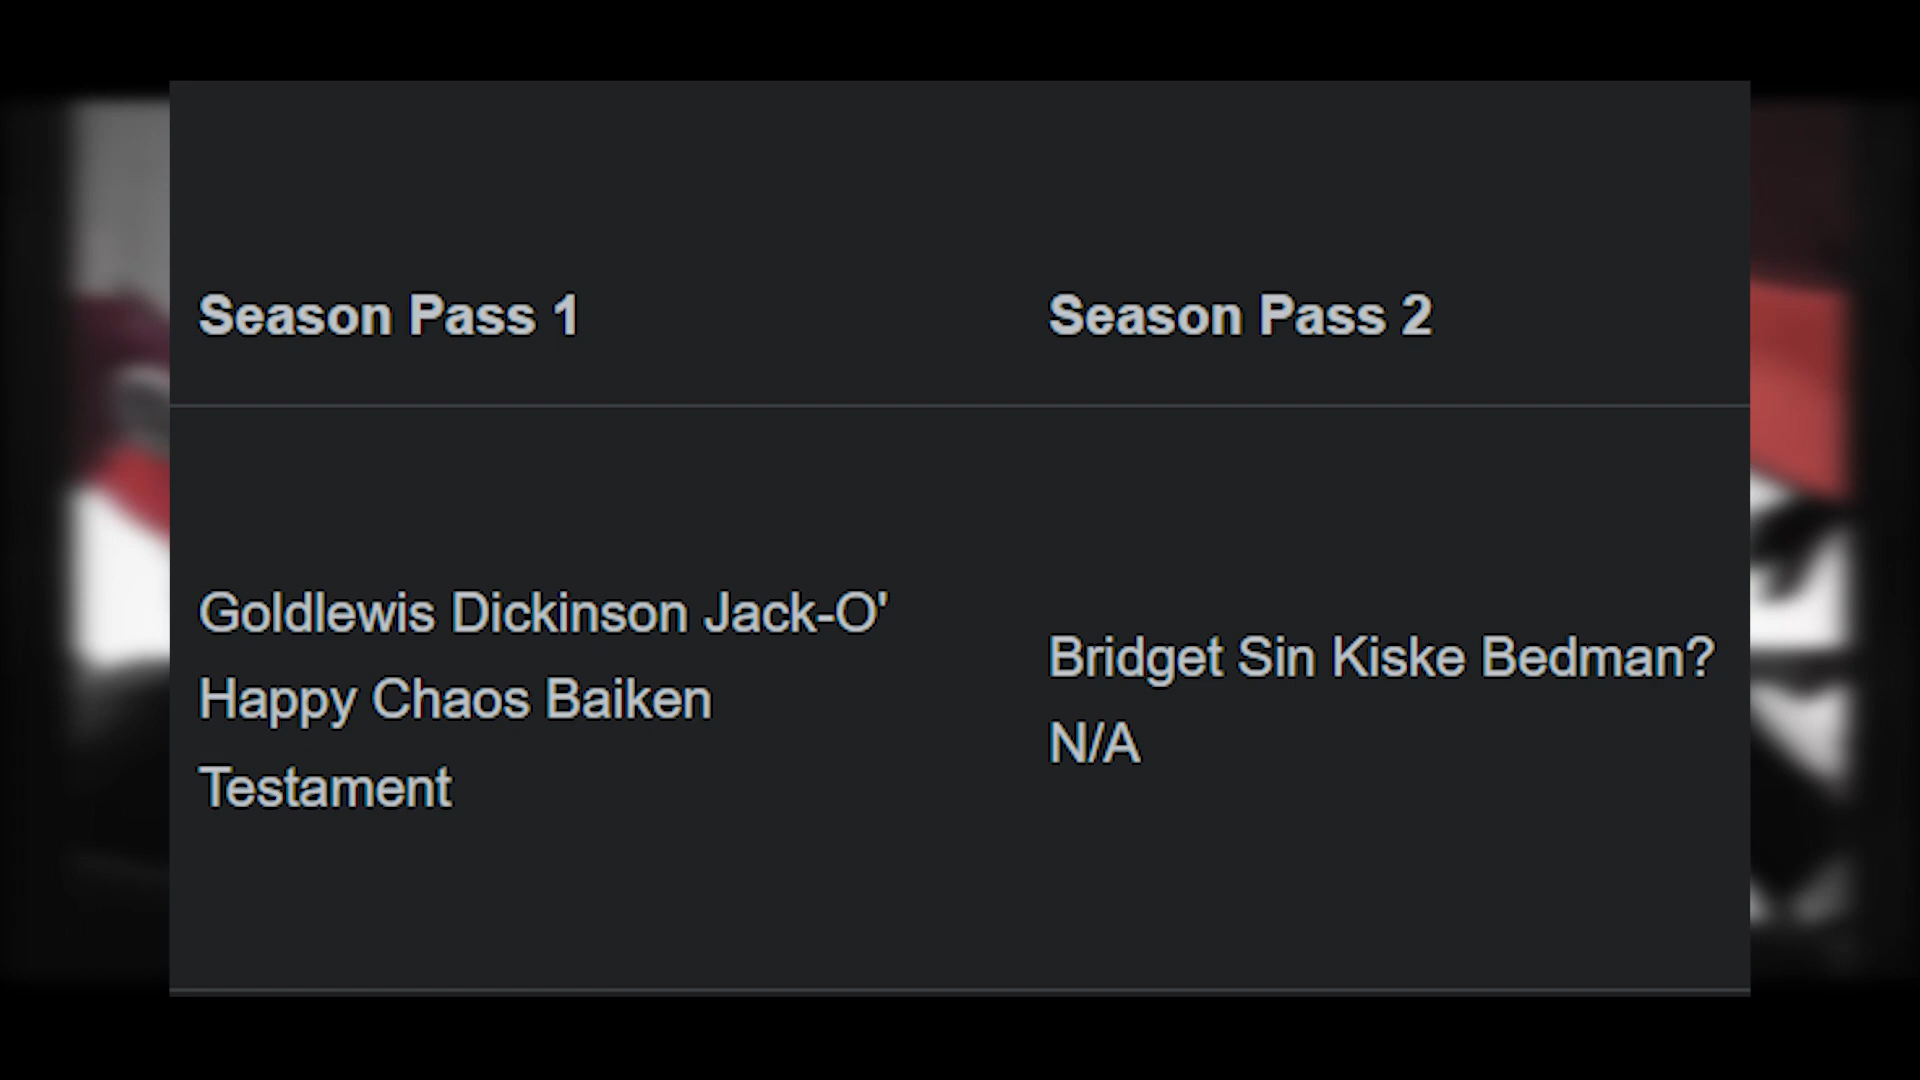 Season Pass 1
Season Pass 2
Goldlewis Dickinson Jack-O'
Happy Chaos Baiken
Testament
Bridget Sin Kiske Bedman?
N/A